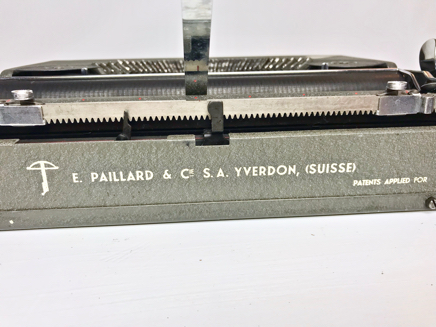 E. PAILLARD & CIE S.A. YVERDON, (SUISSE)
PATENTS APPLIED FOR